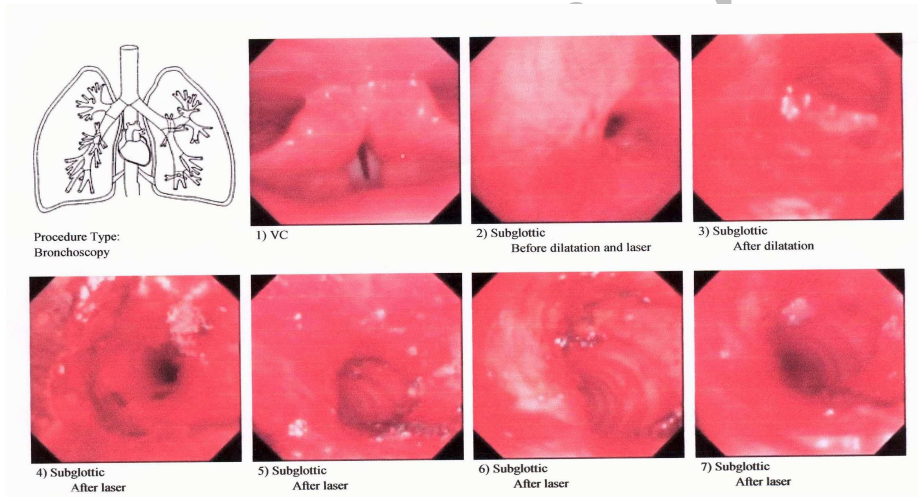 Procedure Type:
Bronchoscopy
1) VC
2) Subglottic
Before dilatation and laser
3) Subglottic
After dilatation
4) Subglottic
After laser
5) Subglottic
After laser
6) Subglottic
After laser
7) Subglottic
After laser